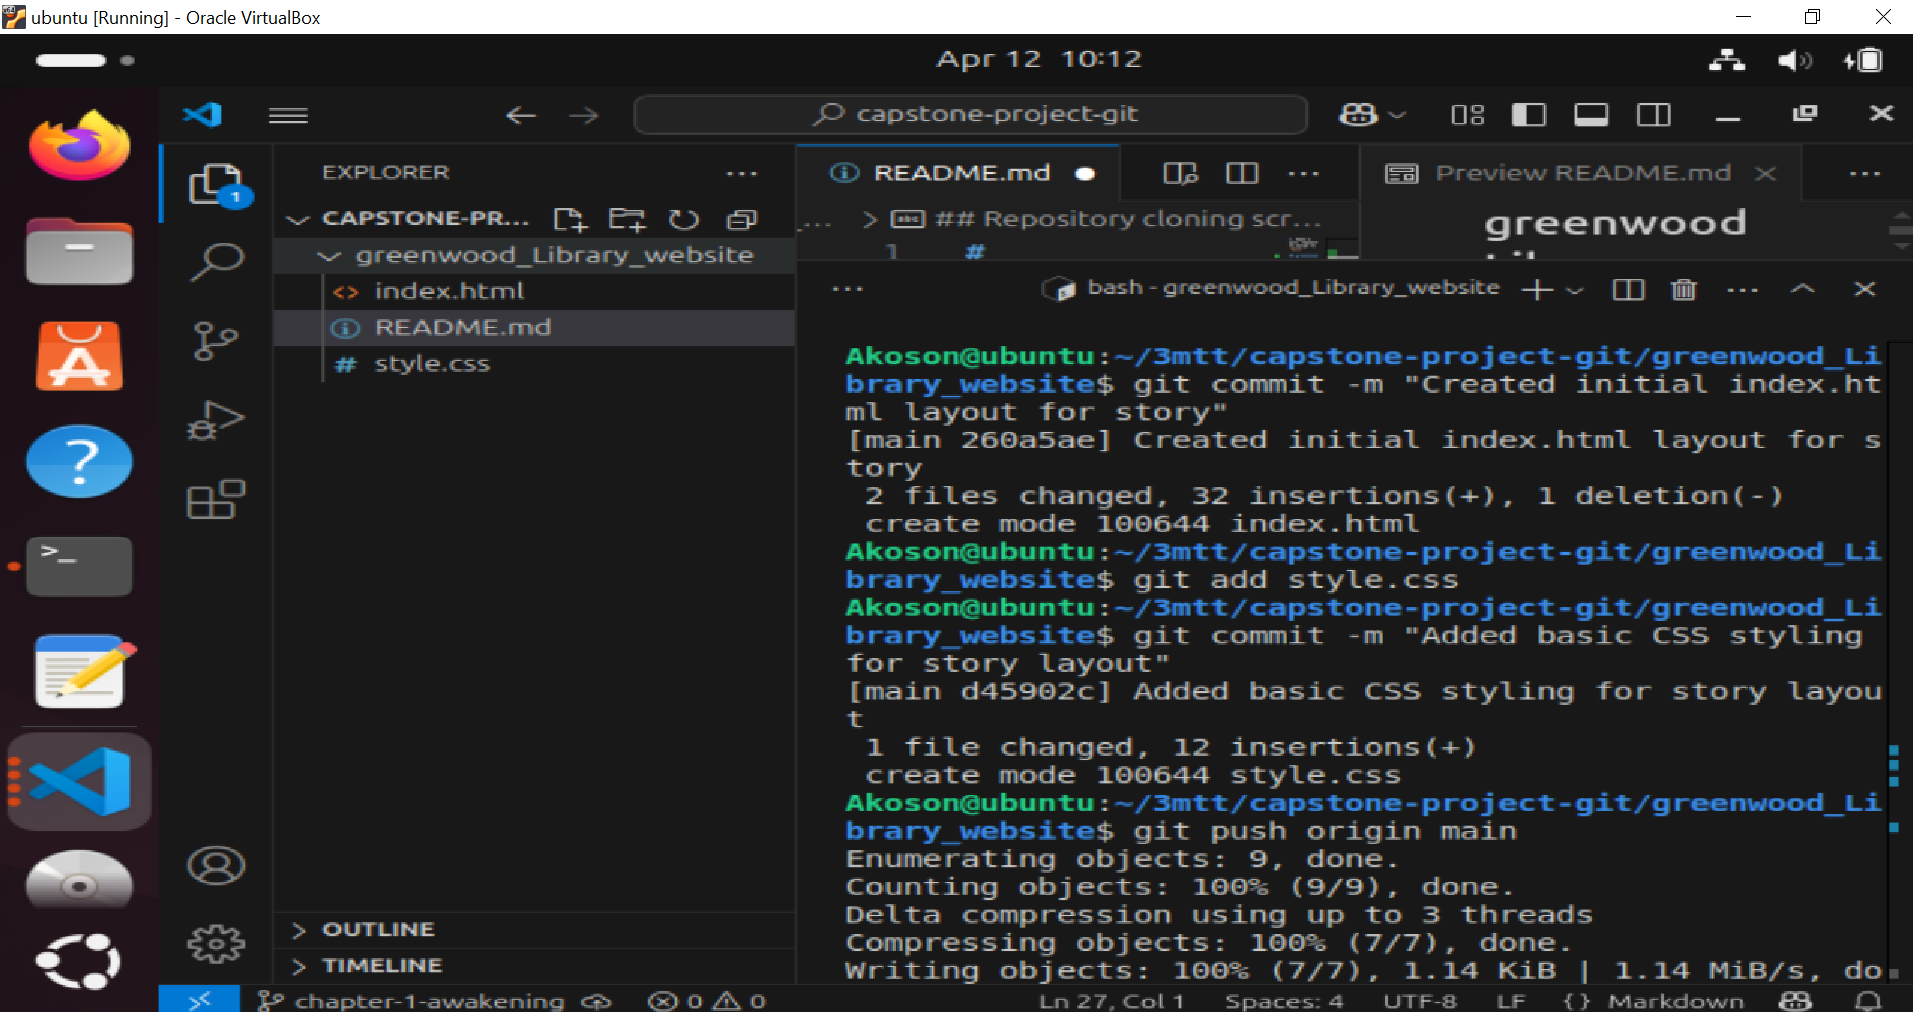 ubuntu [Running] - Oracle VirtualBox
Apr 12 10:12
capstone-project-git
EXPLORER
CAPSTONE-PR...
greenwood_Library_website
index.html
README.md
style.css
OUTLINE
TIMELINE
1
README.md
Preview README.md
... > ## Repository cloning scr...
1 #
greenwood
bash - greenwood_Library_website
Akoson@ubuntu:~/3mtt/capstone-project-git/greenwood_Li
brary_website$ git commit -m "Created initial index.ht
ml layout for story"
[main 260a5ae] Created initial index.html layout for s
tory
2 files changed, 32 insertions(+), 1 deletion(-)
create mode 100644 index.html
Akoson@ubuntu:~/3mtt/capstone-project-git/greenwood_Li
brary_website$ git add style.css
Akoson@ubuntu:~/3mtt/capstone-project-git/greenwood_Li
brary_website$ git commit -m "Added basic CSS styling
for story layout"
[main d45902c] Added basic CSS styling for story layou
t
1 file changed, 12 insertions(+)
create mode 100644 style.css
Akoson@ubuntu:~/3mtt/capstone-project-git/greenwood_Li
brary_website$ git push origin main
Enumerating objects: 9, done.
Counting objects: 100% (9/9), done.
Delta compression using up to 3 threads
Compressing objects: 100% (7/7), done.
Writing objects: 100% (7/7), 1.14 KiB | 1.14 MiB/s, do
chapter-1-awakening 0 0 Ln 27, Col 1 Spaces: 4 UTF-8 LF {} Markdown